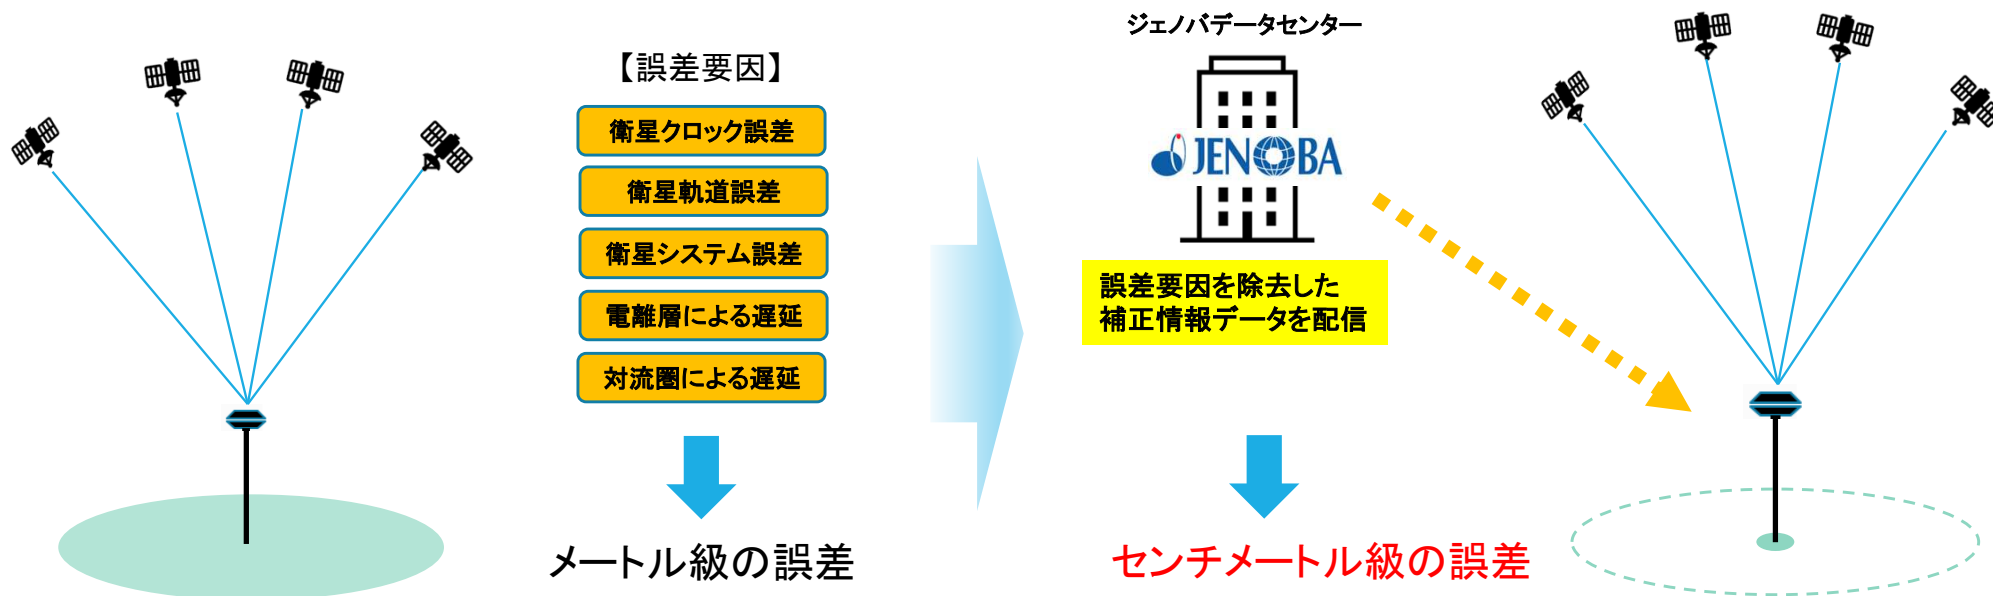 【誤差要因】
衛星クロック誤差
衛星軌道誤差
衛星システム誤差
電離層による遅延
対流圏による遅延
メートル級の誤差
ジェノバデータセンター
JENOBA
誤差要因を除去した
補正情報データを配信
センチメートル級の誤差